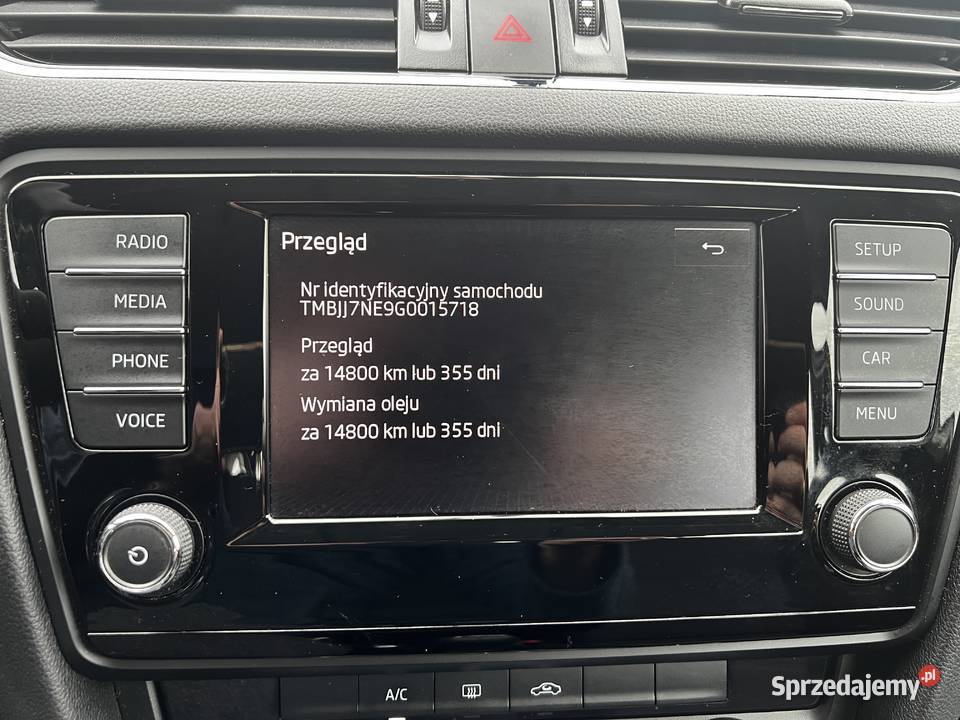 RADIO
MEDIA
PHONE
VOICE
Przegląd
Nr identyfikacyjny samochodu
TMBJJ7NE9G0015718
Przegląd
za 14800 km lub 355 dni
Wymiana oleju
za 14800 km lub 355 dni
SETUP
SOUND
CAR
MENU
A/C
Sprzedajemy.pl